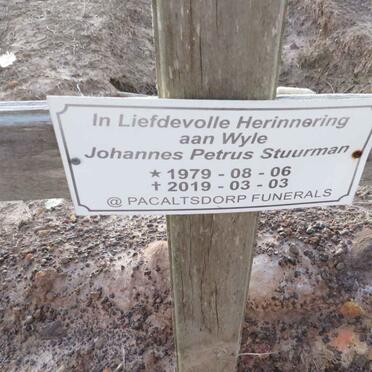 In Liefdevolle Herinnering
aan Wyle
Johannes Petrus Stuurman
★ 1979 - 08 - 06
✝ 2019 - 03 - 03
@ PACALTSDORP FUNERALS